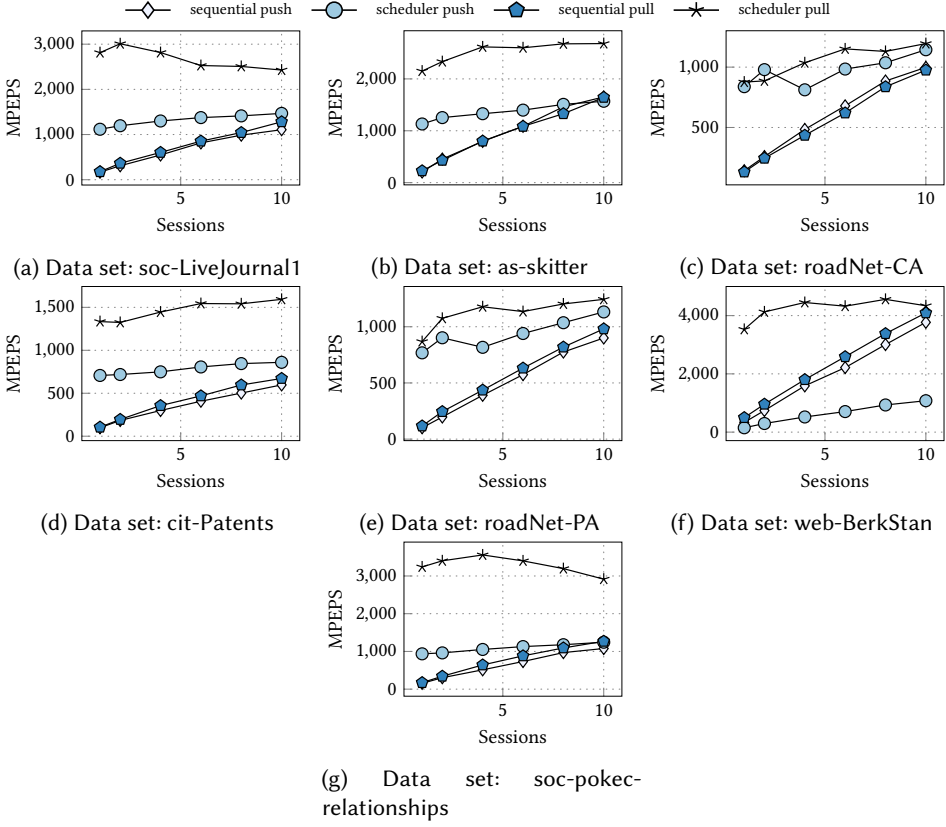 sequential push scheduler push sequential pull scheduler pull
3,000
2,000
1,000
0
MPEPS
5 10
Sessions
(a) Data set: soc-LiveJournal1
2,000
1,000
0
MPEPS
5 10
Sessions
(b) Data set: as-skitter
1,000
500
MPEPS
5 10
Sessions
(c) Data set: roadNet-CA
1,500
1,000
500
0
MPEPS
5 10
Sessions
(d) Data set: cit-Patents
1,000
500
0
MPEPS
5 10
Sessions
(e) Data set: roadNet-PA
4,000
2,000
0
MPEPS
5 10
Sessions
(f) Data set: web-BerkStan
3,000
2,000
1,000
0
MPEPS
5 10
Sessions
(g) Data set: soc-pokec-
relationships